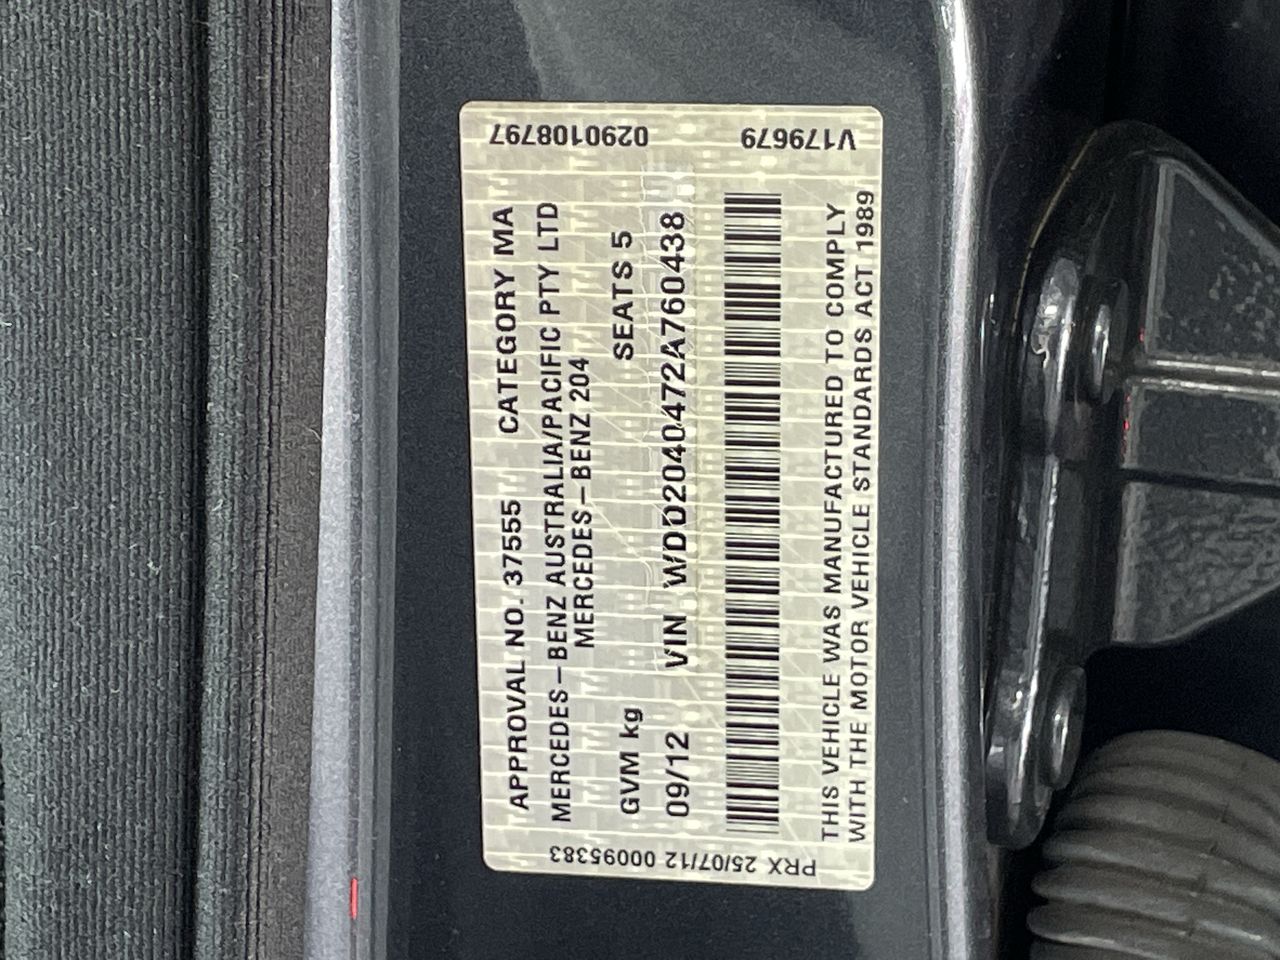 0290108797 V179679
APPROVAL NO. 37555 CATEGORY MA
MERCEDES-BENZ AUSTRALIA/PACIFIC PTY LTD
MERCEDES-BENZ 204
GVM kg SEATS 5
09/12 VIN WDD2040472A760438
THIS VEHICLE WAS MANUFACTURED TO COMPLY
WITH THE MOTOR VEHICLE STANDARDS ACT 1989
PRX 25/07/12 00095383